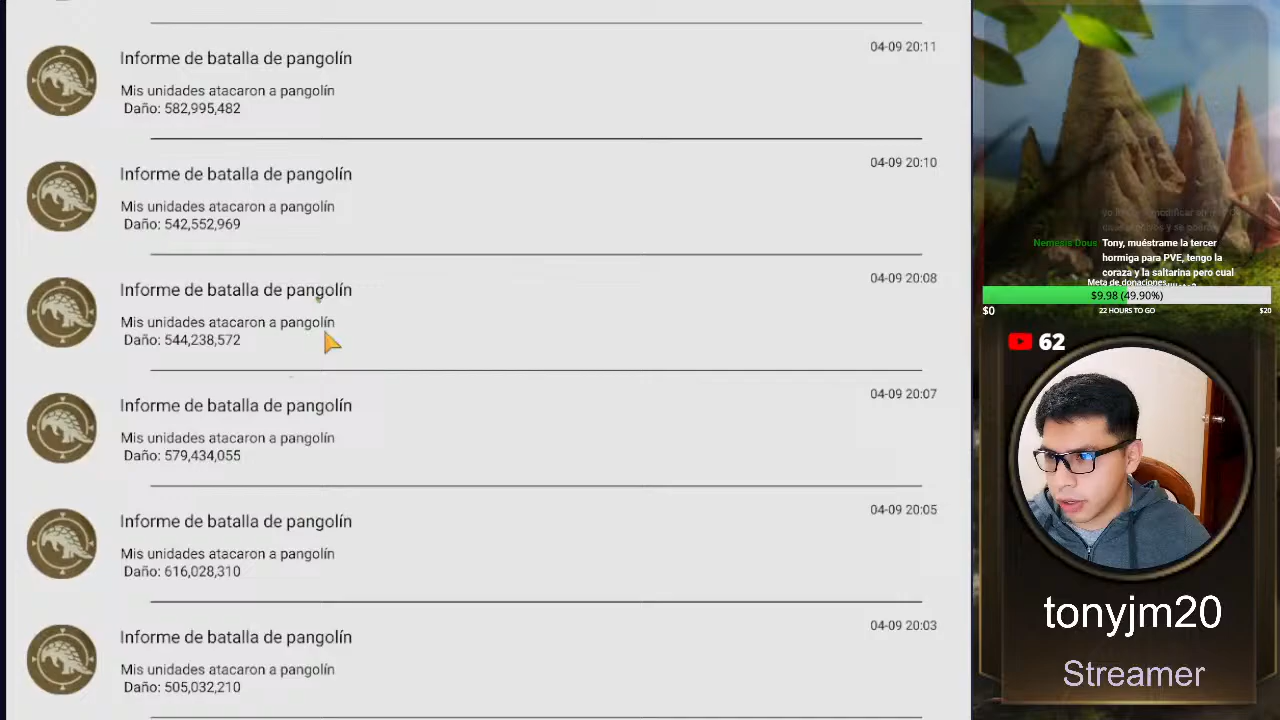 Informe de batalla de pangolín
04-09 20:11
Mis unidades atacaron a pangolín
Daño: 582,995,482
Informe de batalla de pangolín
04-09 20:10
Mis unidades atacaron a pangolín
Daño: 542,552,969
Informe de batalla de pangolín
04-09 20:08
Mis unidades atacaron a pangolín
Daño: 544,238,572
Informe de batalla de pangolín
04-09 20:07
Mis unidades atacaron a pangolín
Daño: 579,434,055
Informe de batalla de pangolín
04-09 20:05
Mis unidades atacaron a pangolín
Daño: 616,028,310
Informe de batalla de pangolín
04-09 20:03
Mis unidades atacaron a pangolín
Daño: 505,032,210
Nemesis Dous Tony, muéstrame la tercer
hormiga para PVE, tengo la
coraza y la saltarina pero cual
Meta de donaciones
$9.98 (49.90%)
$0 22 HOURS TO GO $20
62
tonyjm20
Streamer